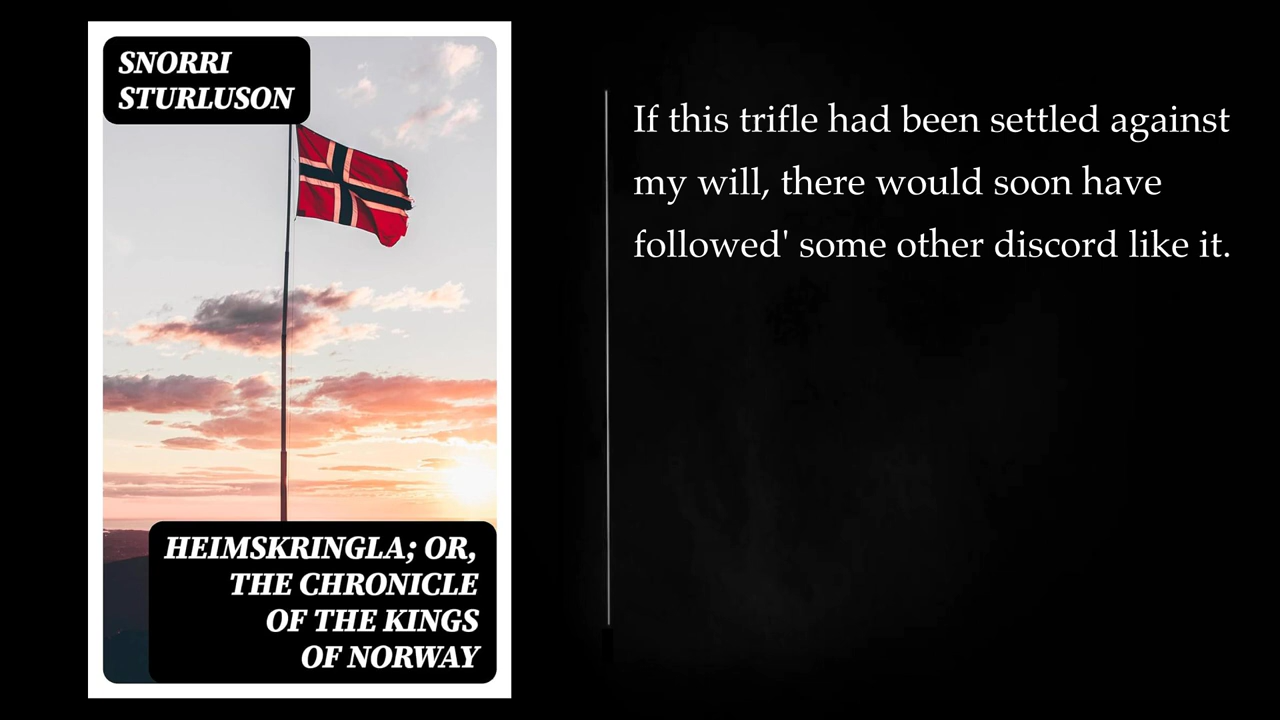 SNORRI
STURLUSON
HEIMSKRINGLA; OR,
THE CHRONICLE
OF THE KINGS
OF NORWAY
If this trifle had been settled against
my will, there would soon have
followed' some other discord like it.